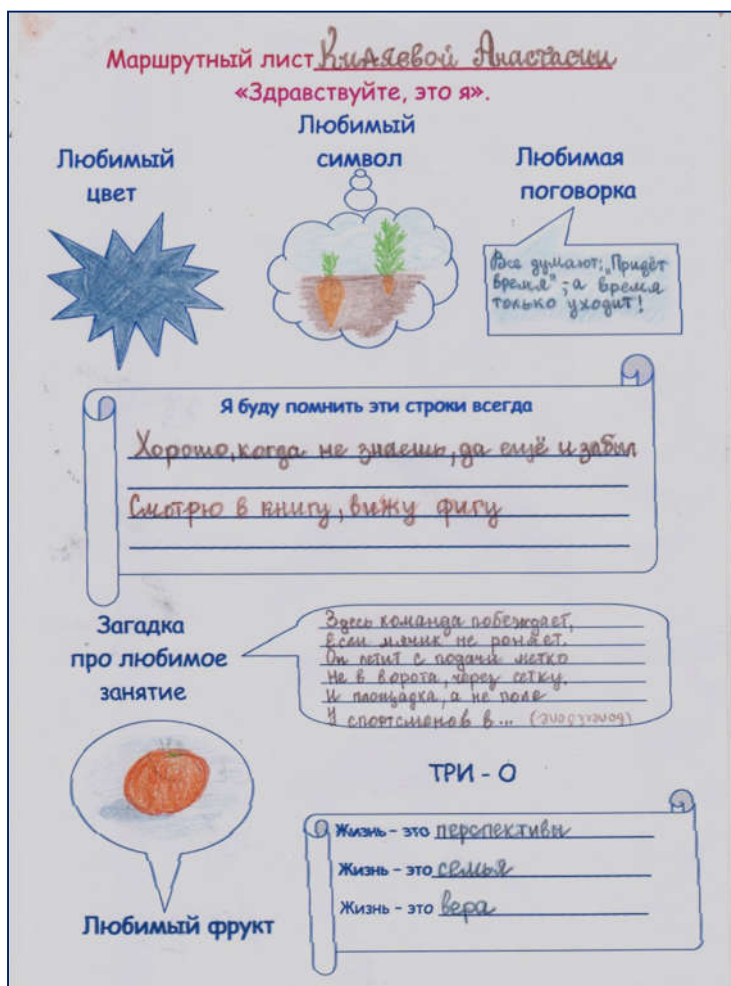 Маршрутный лист Киляевой Анастасии
«Здравствуйте, это я».
Любимый
цвет
Любимый
символ
Любимая
поговорка
Все думают: „Придёт
время"; а время
только уходит!
Я буду помнить эти строки всегда
Хорошо, когда не знаешь, да ещё и забыл
Смотрю в книгу, вижу фигу
Загадка
про любимое
занятие
Здесь команда побеждает,
Если мячик не роняет.
Он летит с подачи метко
Не в ворота, через сетку.
И площадка, а не поле
У спортсменов в... (волейболе)
Любимый фрукт
ТРИ - О
Жизнь - это перспективы
Жизнь - это семья
Жизнь - это вера